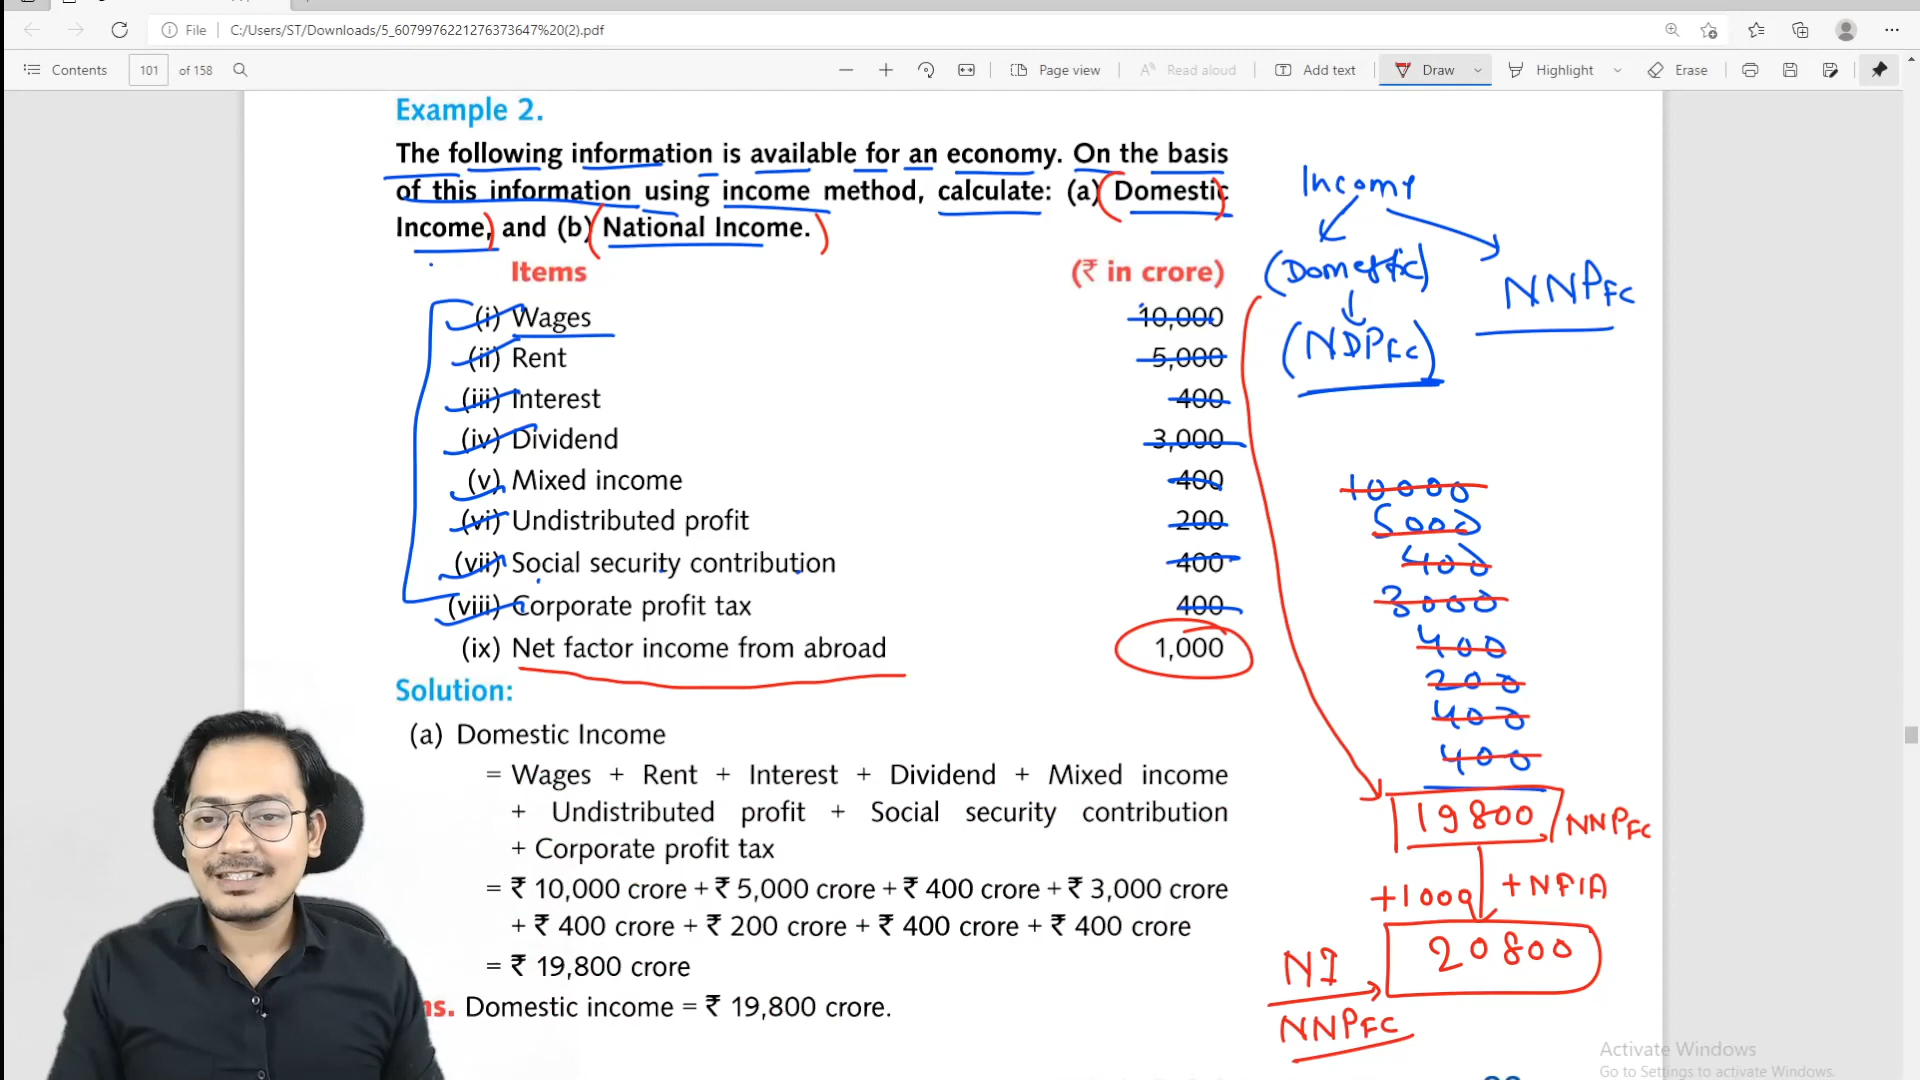 File C:/Users/ST/Downloads/5_6079976221276373647%20(2).pdf
Contents 101 of 158 Page view Read aloud Add text Draw Highlight Erase
Example 2.
The following information is available for an economy. On the basis
of this information using income method, calculate: (a) Domestic
Income, and (b) National Income.
Items (₹ in crore)
(i) Wages 10,000
(ii) Rent 5,000
(iii) Interest 400
(iv) Dividend 3,000
(v) Mixed income 400
(vi) Undistributed profit 200
(vii) Social security contribution 400
(viii) Corporate profit tax 400
(ix) Net factor income from abroad 1,000
Solution:
(a) Domestic Income
= Wages + Rent + Interest + Dividend + Mixed income
+ Undistributed profit + Social security contribution
+ Corporate profit tax
= ₹ 10,000 crore + ₹ 5,000 crore + ₹ 400 crore + ₹ 3,000 crore
+ ₹ 400 crore + ₹ 200 crore + ₹ 400 crore + ₹ 400 crore
= ₹ 19,800 crore
ns. Domestic income = ₹ 19,800 crore.
Income
(Domestic)
NNPFC
(NDPFC)
10000
5000
400
3000
400
200
400
400
19800 NNPFC
+1000 +NFIA
20800
NI
NNPFC
Activate Windows
Go to Settings to activate Windows.